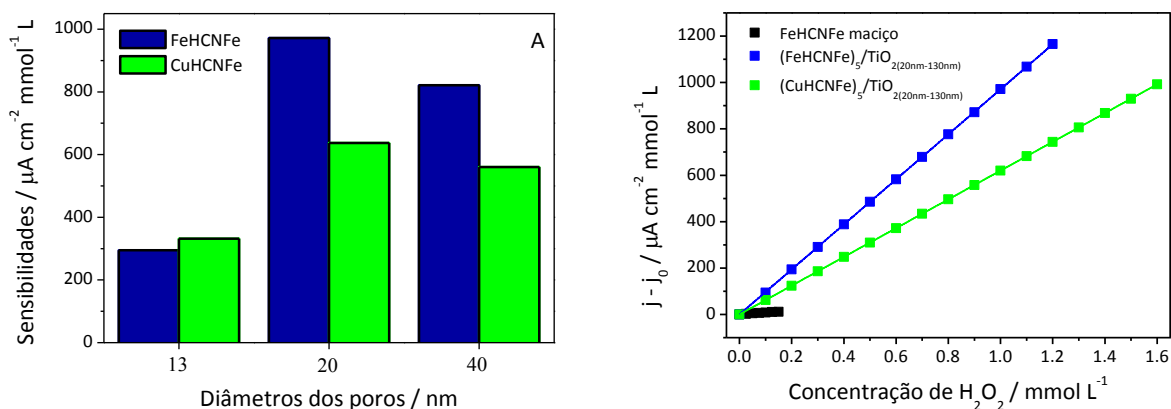 A
FeHCNFe
CuHCNFe
Sensibilidades / μA cm⁻² mmol⁻¹ L
1000
800
600
400
200
0
13 20 40
Diâmetros dos poros / nm
FeHCNFe maciço
(FeHCNFe)₅/TiO₂₍₂₀ₙₘ₋₁₃₀ₙₘ₎
(CuHCNFe)₅/TiO₂₍₂₀ₙₘ₋₁₃₀ₙₘ₎
j - j₀ / μA cm⁻² mmol⁻¹ L
1200
1000
800
600
400
200
0
0.0 0.2 0.4 0.6 0.8 1.0 1.2 1.4 1.6
Concentração de H₂O₂ / mmol L⁻¹